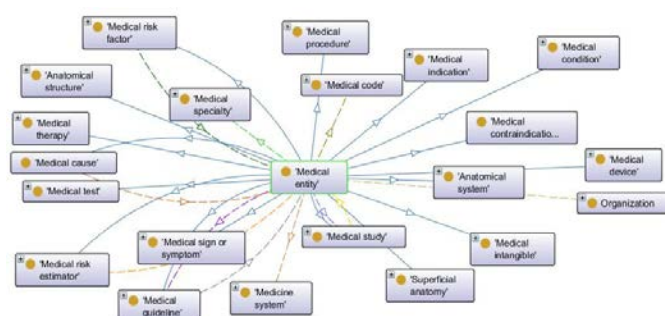 'Medical risk
factor'
'Medical
procedure'
'Medical
condition'
'Medical
indication'
'Anatomical
structure'
'Medical code'
'Medical
specialty'
'Medical
therapy'
'Medical
contraindicatio...
'Medical cause'
'Medical
device'
'Medical
entity'
'Anatomical
system'
'Medical test'
Organization
'Medical study'
'Medical sign or
symptom'
'Medical
intangible'
'Medical risk
estimator'
'Superficial
anatomy'
'Medicine
system'
'Medical
guideline'